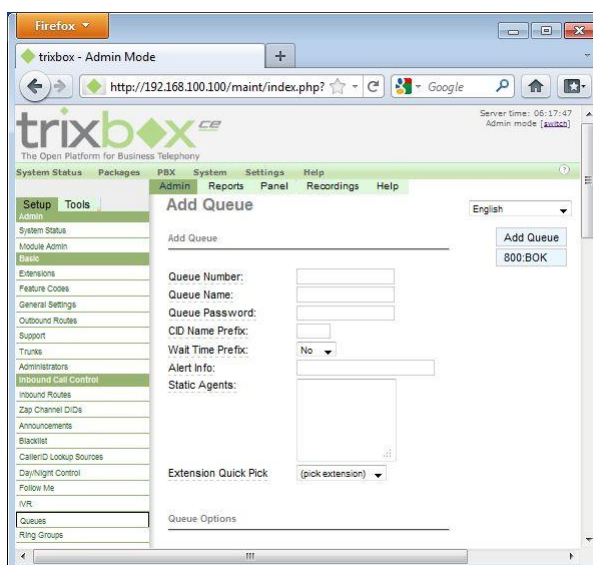 Firefox
trixbox - Admin Mode
http://192.168.100.100/maint/index.php?
Google
trixbox CE
The Open Platform for Business Telephony
Server time: 06:17:47
Admin mode [switch]
System Status Packages PBX System Settings Help
Admin Reports Panel Recordings Help
Setup Tools
Admin
System Status
Module Admin
Basic
Extensions
Feature Codes
General Settings
Outbound Routes
Support
Trunks
Administrators
Inbound Call Control
Inbound Routes
Zap Channel DIDs
Announcements
Blacklist
CallerID Lookup Sources
Day/Night Control
Follow Me
IVR
Queues
Ring Groups
Add Queue
English
Add Queue
Add Queue
800:BOK
Queue Number:
Queue Name:
Queue Password:
CID Name Prefix:
Wait Time Prefix: No
Alert Info:
Static Agents:
Extension Quick Pick (pick extension)
Queue Options